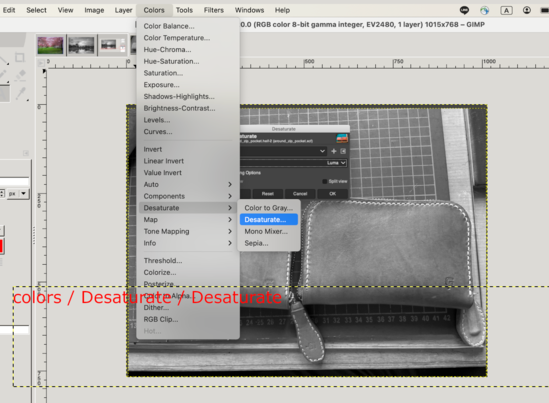 Edit Select View Image Layer Colors Tools Filters Windows Help
0.0 (RGB color 8-bit gamma integer, EV2480, 1 layer) 1015x768 – GIMP
Color Balance...
Color Temperature...
Hue-Chroma...
Hue-Saturation...
Saturation...
Exposure...
Shadows-Highlights...
Brightness-Contrast...
Levels...
Curves...
Invert
Linear Invert
Value Invert
Auto
Components
Desaturate
Map
Tone Mapping
Info
Threshold...
Colorize...
Posterize...
Color to Alpha...
Dither...
RGB Clip...
Hot...
Color to Gray...
Desaturate...
Mono Mixer...
Sepia...
Desaturate
Luma
Split view
Reset Cancel OK
500 750 1000
px
colors / Desaturate / Desaturate